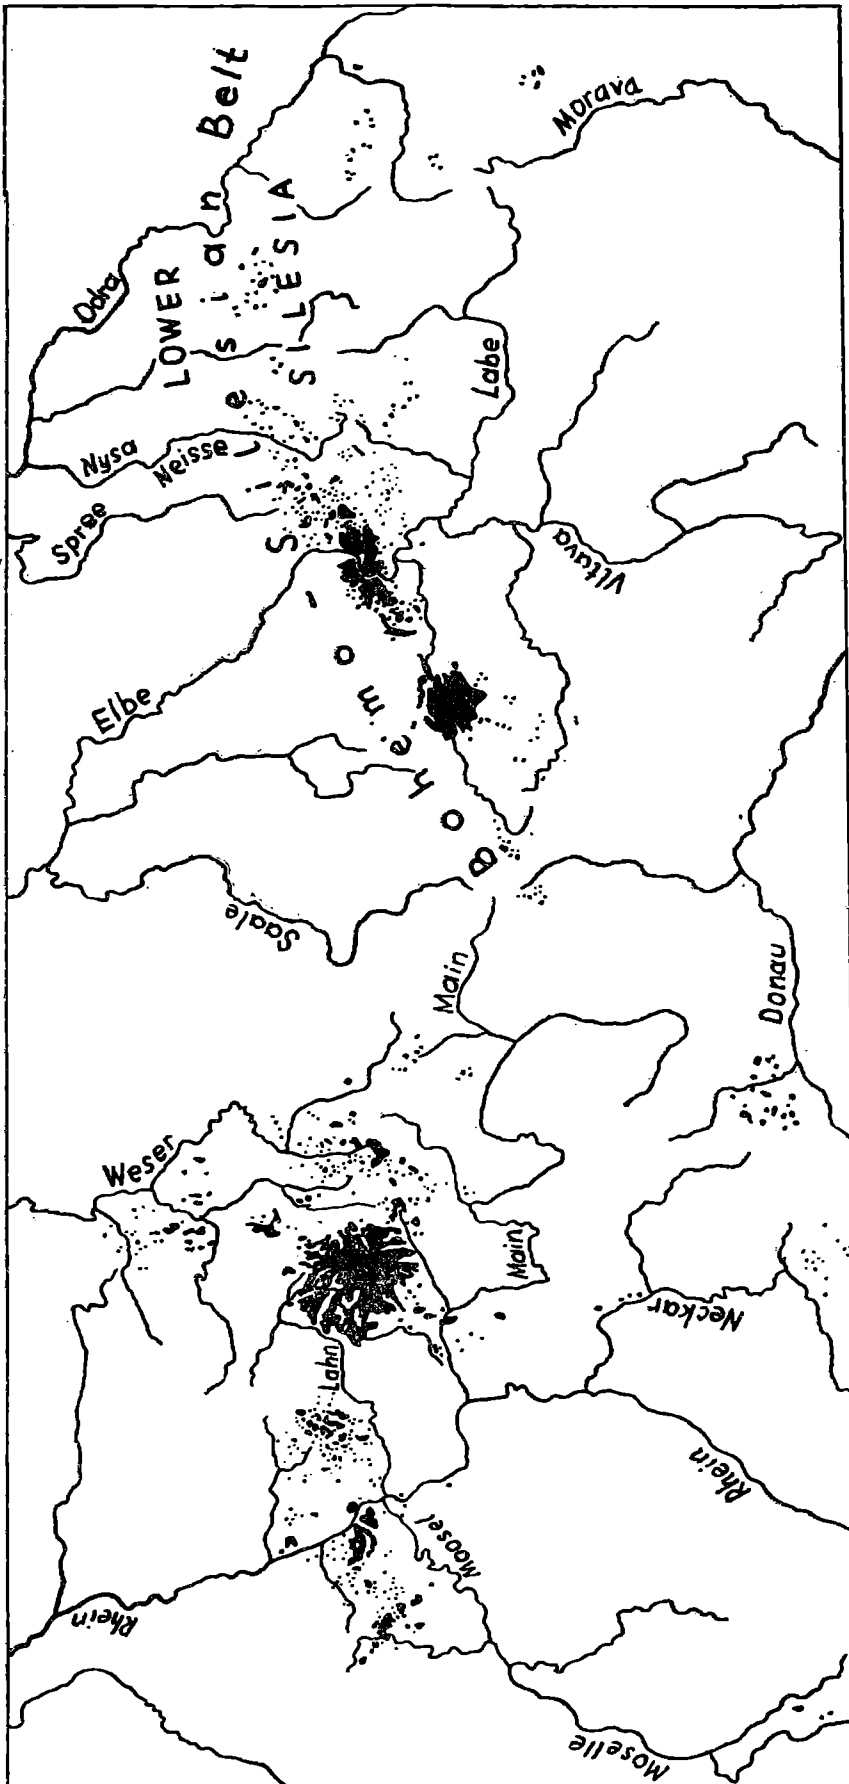 Bohemo-Silesian Belt
LOWER
SILESIA
Morava
Odra
Labe
Nysa
Neisse
Spree
Vltava
Elbe
Saale
Main
Donau
Weser
Main
Neckar
Lahn
Rhein
Moosel
Rhein
Moselle